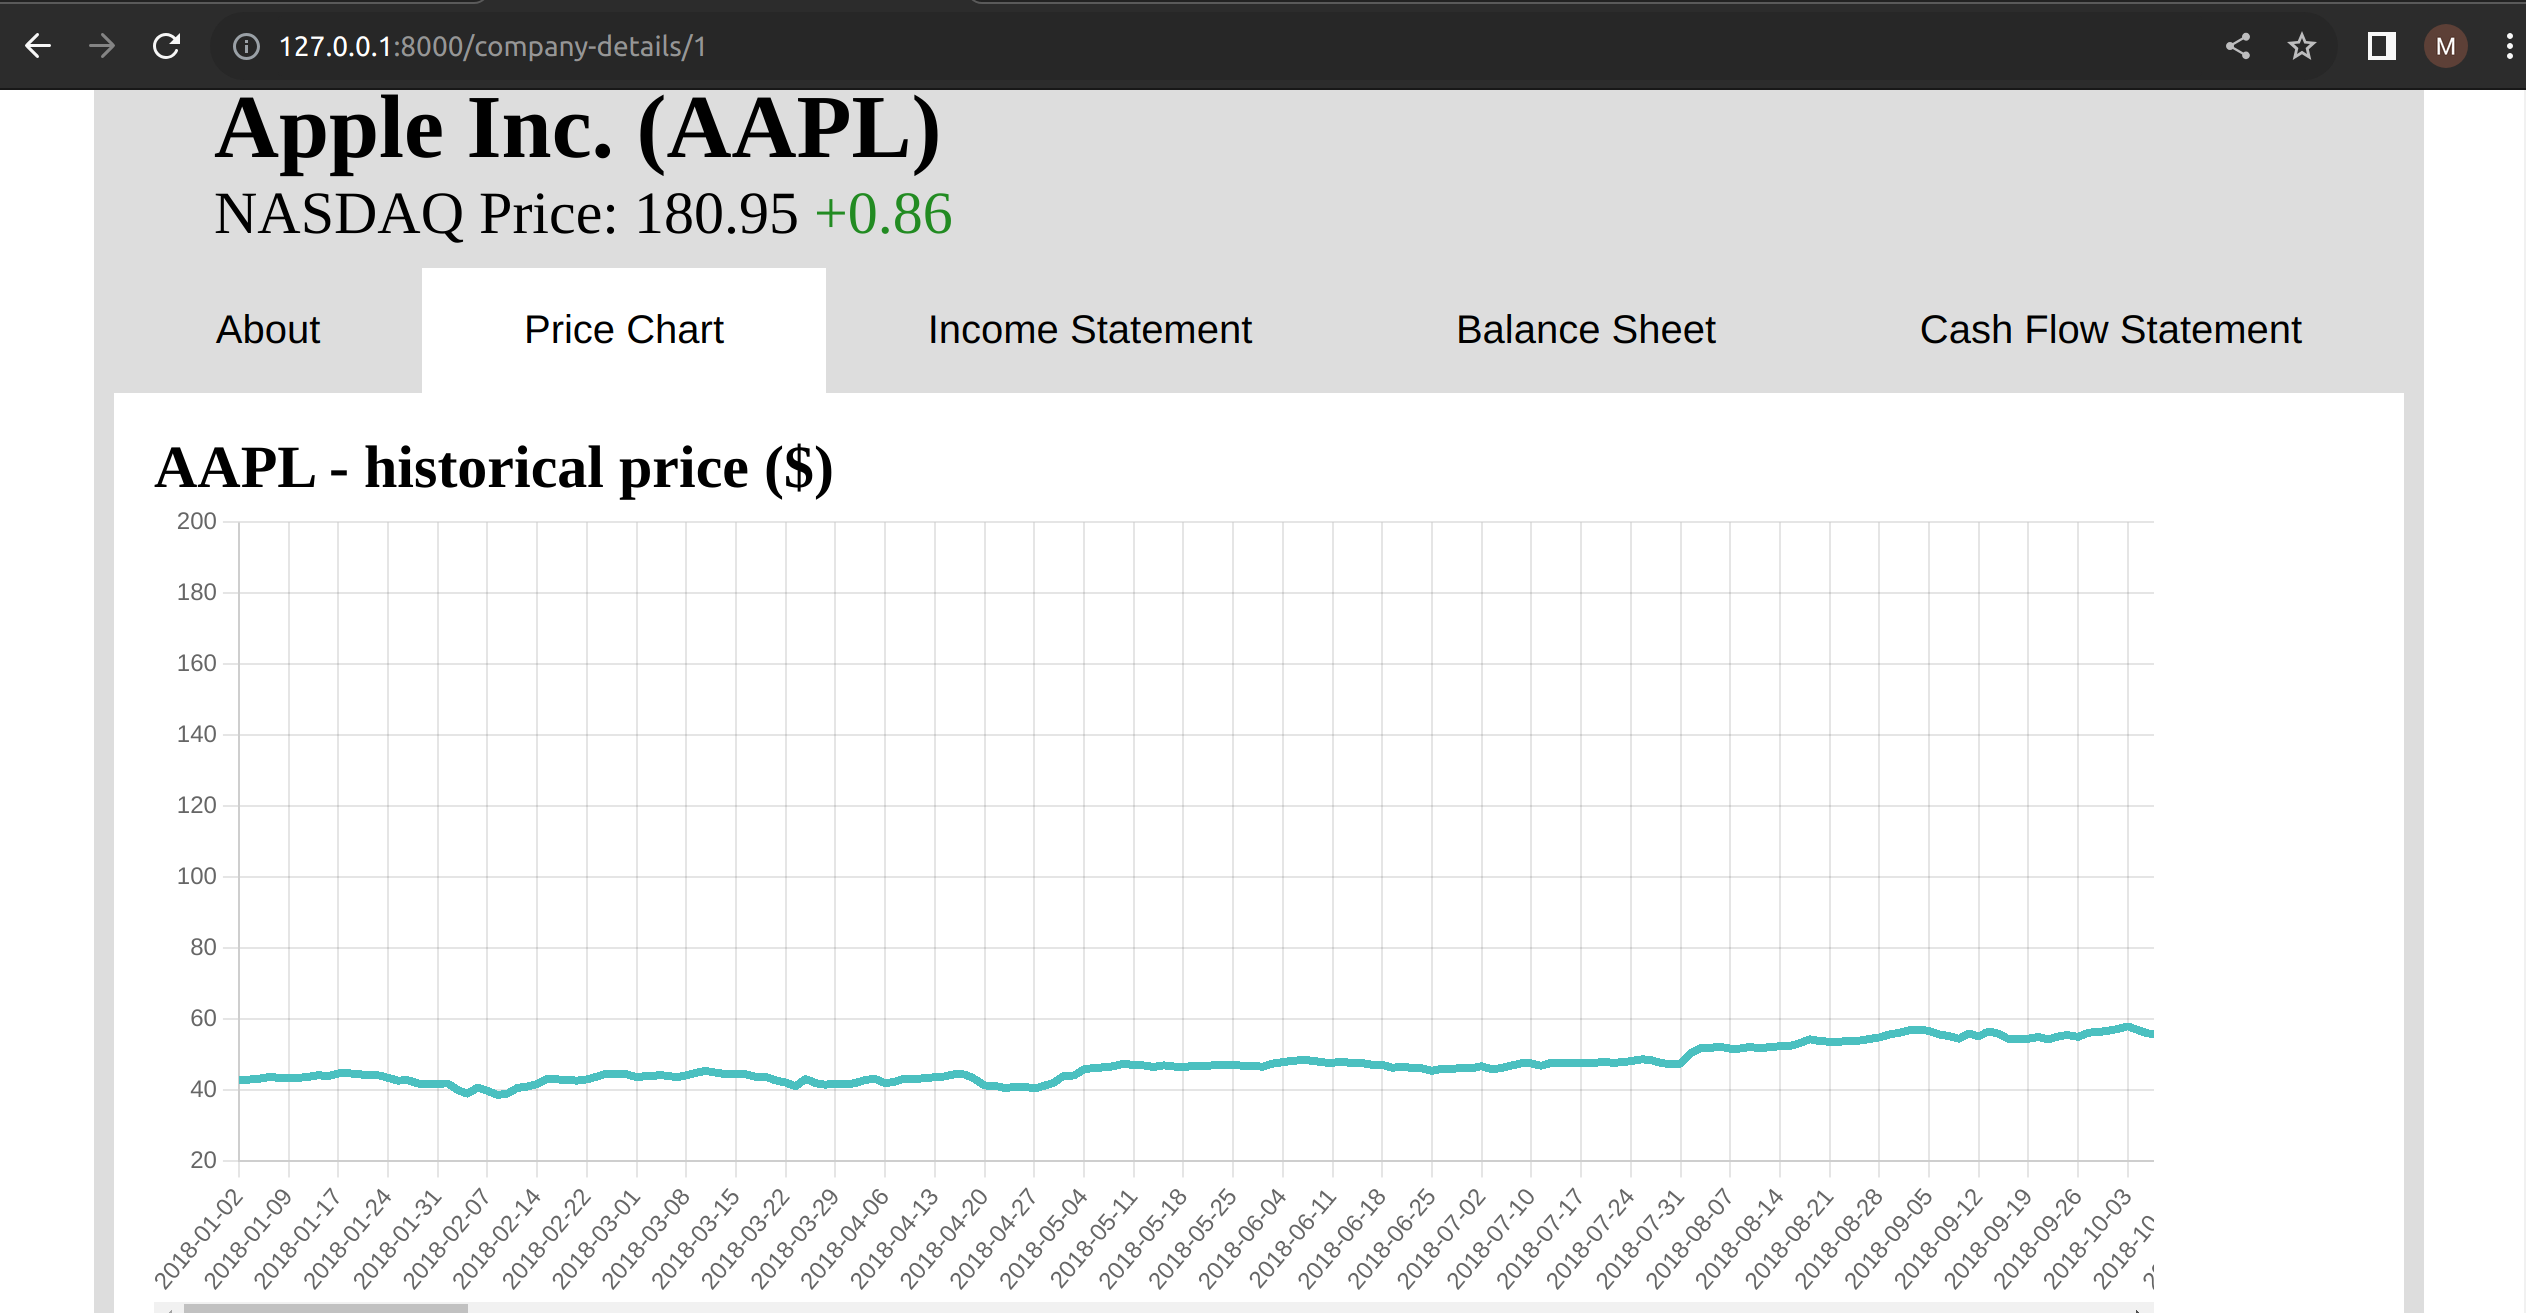 127.0.0.1:8000/company-details/1
M
Apple Inc. (AAPL)
NASDAQ Price: 180.95 +0.86
About Price Chart Income Statement Balance Sheet Cash Flow Statement
AAPL - historical price ($)
200
180
160
140
120
100
80
60
40
20
2018-01-02 2018-01-09 2018-01-17 2018-01-24 2018-01-31 2018-02-07 2018-02-14 2018-02-22 2018-03-01 2018-03-08 2018-03-15 2018-03-22 2018-03-29 2018-04-06 2018-04-13 2018-04-20 2018-04-27 2018-05-04 2018-05-11 2018-05-18 2018-05-25 2018-06-04 2018-06-11 2018-06-18 2018-06-25 2018-07-02 2018-07-10 2018-07-17 2018-07-24 2018-07-31 2018-08-07 2018-08-14 2018-08-21 2018-08-28 2018-09-05 2018-09-12 2018-09-19 2018-09-26 2018-10-03 2018-10